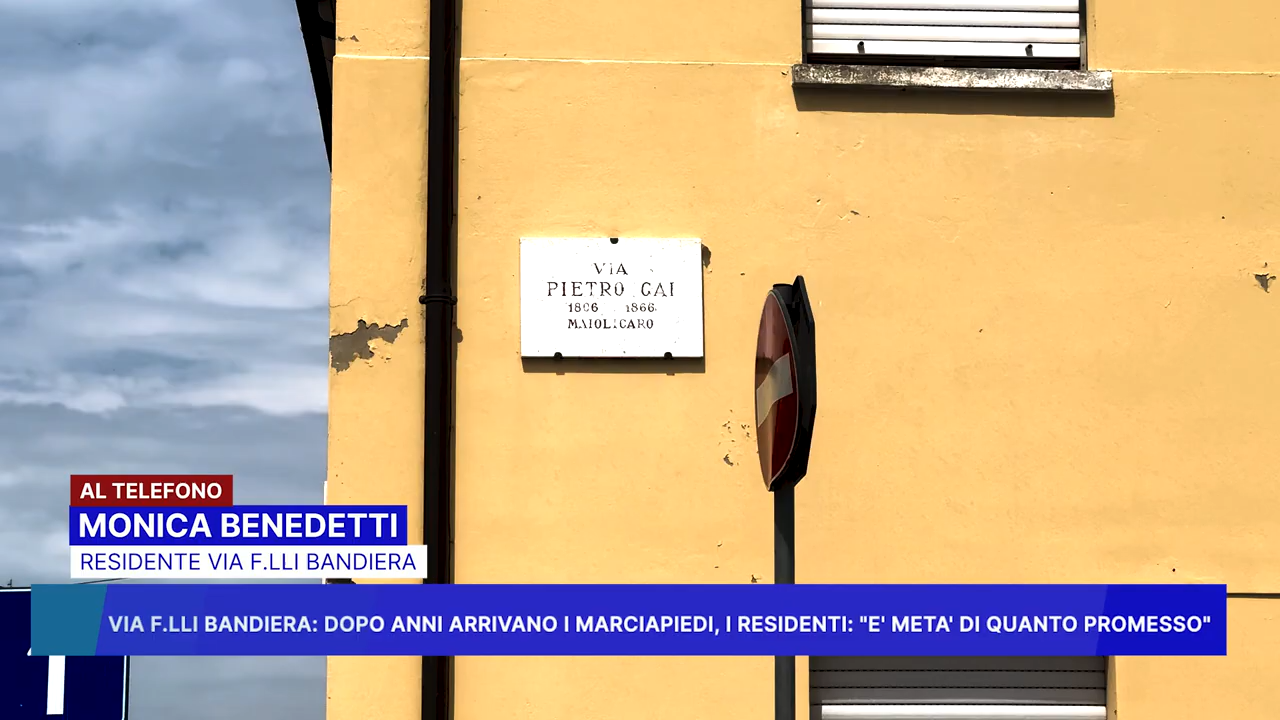 VIA
PIETRO GAI
1806 1866
MAIOLICARO
AL TELEFONO
MONICA BENEDETTI
RESIDENTE VIA F.LLI BANDIERA
VIA F.LLI BANDIERA: DOPO ANNI ARRIVANO I MARCIAPIEDI, I RESIDENTI: "E' META' DI QUANTO PROMESSO"